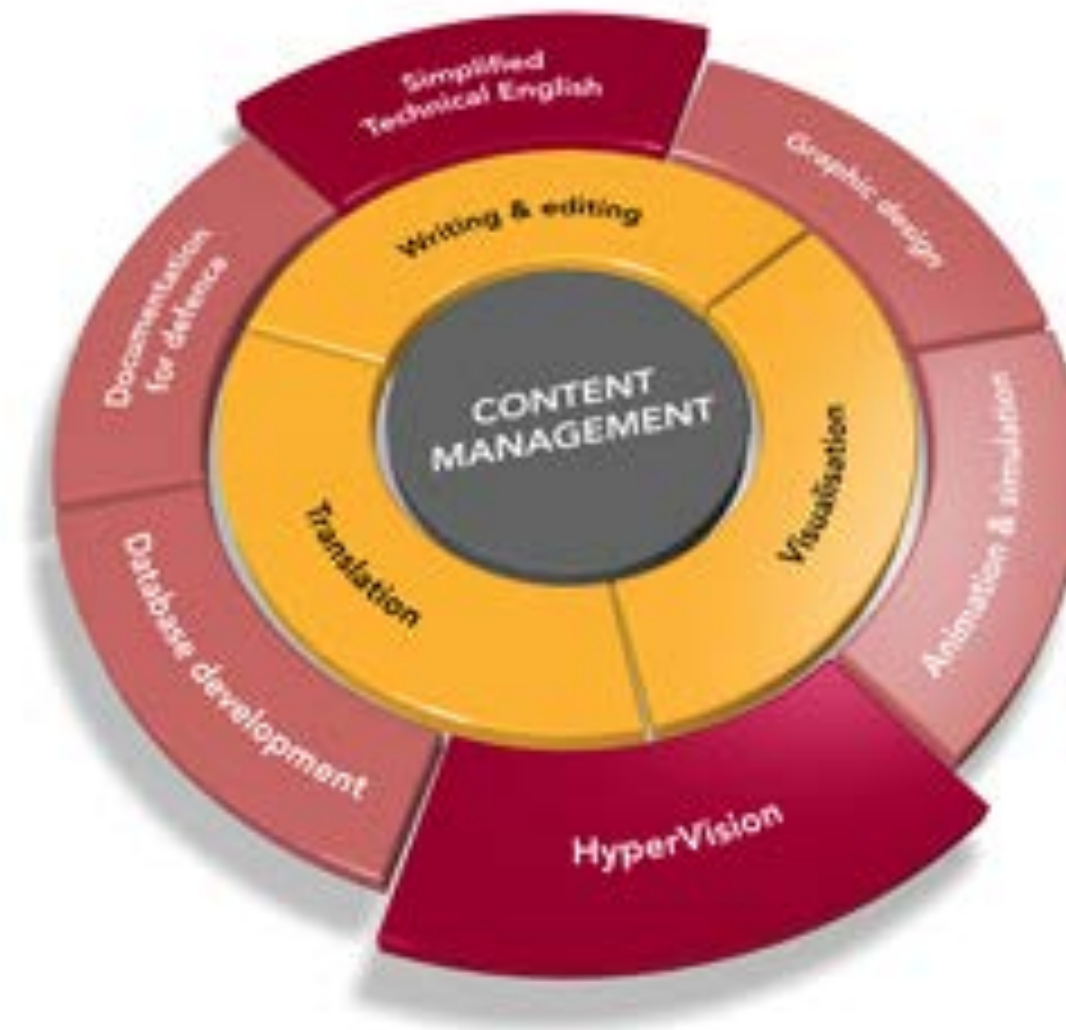 Simplified
Technical English
Graphic design
Animation & simulation
HyperVision
Database development
Documentation
for defence
Writing & editing
Visualisation
Translation
CONTENT
MANAGEMENT